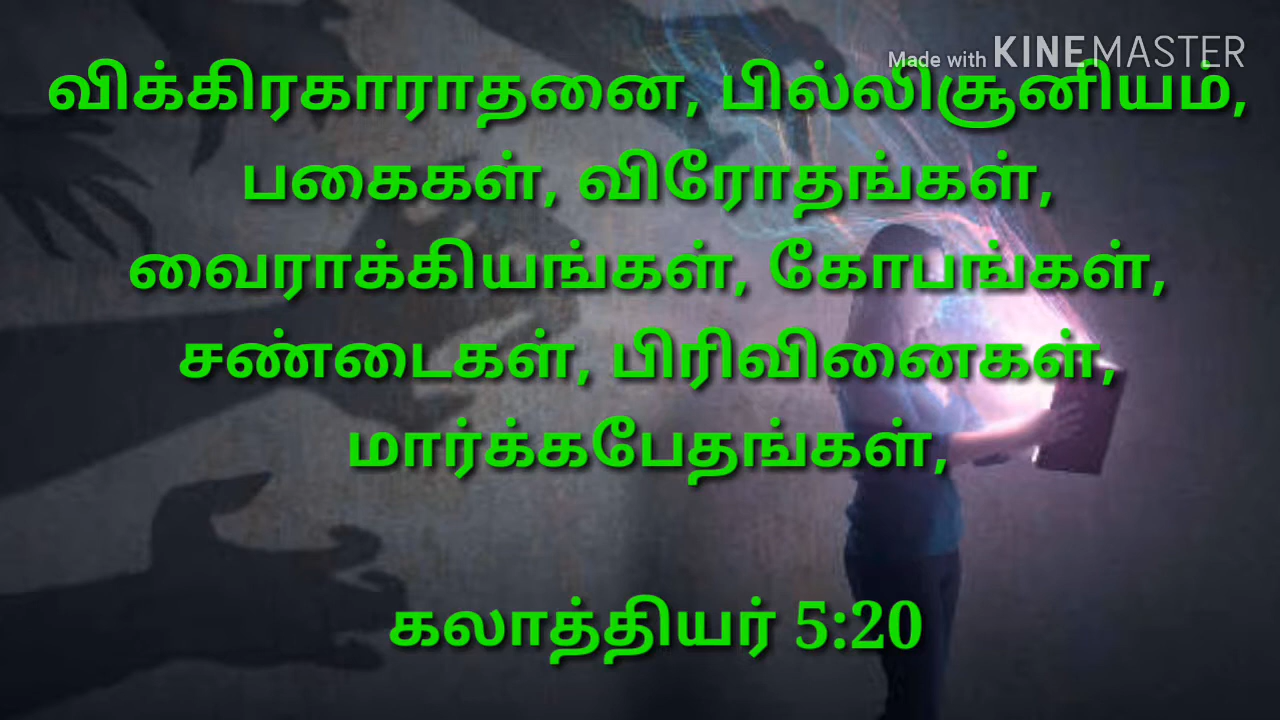 Made with KINEMASTER
விக்கிரகாராதனை, பில்லிசூனியம்,
பகைகள், விரோதங்கள்,
வைராக்கியங்கள், கோபங்கள்,
சண்டைகள், பிரிவினைகள்,
மார்க்கபேதங்கள்,
கலாத்தியர் 5:20